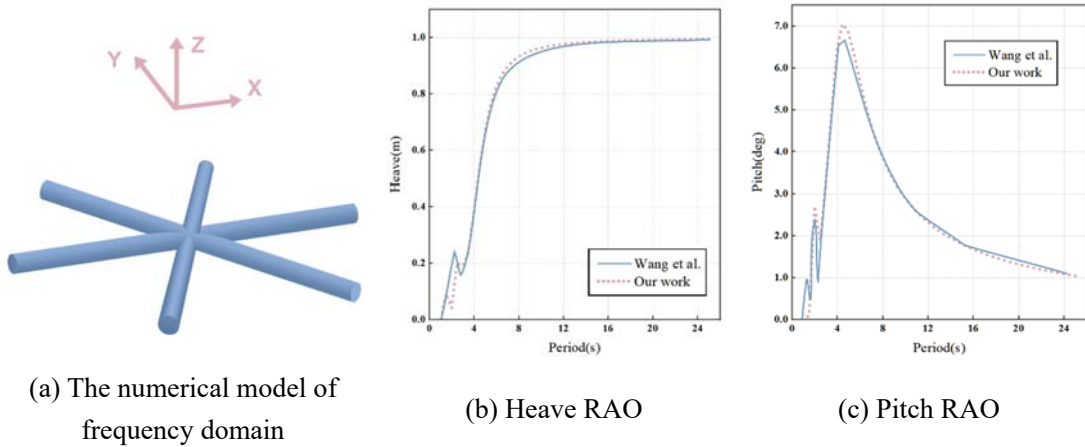 Z
Y
X
(a) The numerical model of
frequency domain
1.0
0.8
0.6
0.4
0.2
0.0
Heave(m)
0 4 8 12 16 20 24
Period(s)
Wang et al.
Our work
(b) Heave RAO
7.0
6.0
5.0
4.0
3.0
2.0
1.0
0.0
Pitch(deg)
0 4 8 12 16 20 24
Period(s)
Wang et al.
Our work
(c) Pitch RAO